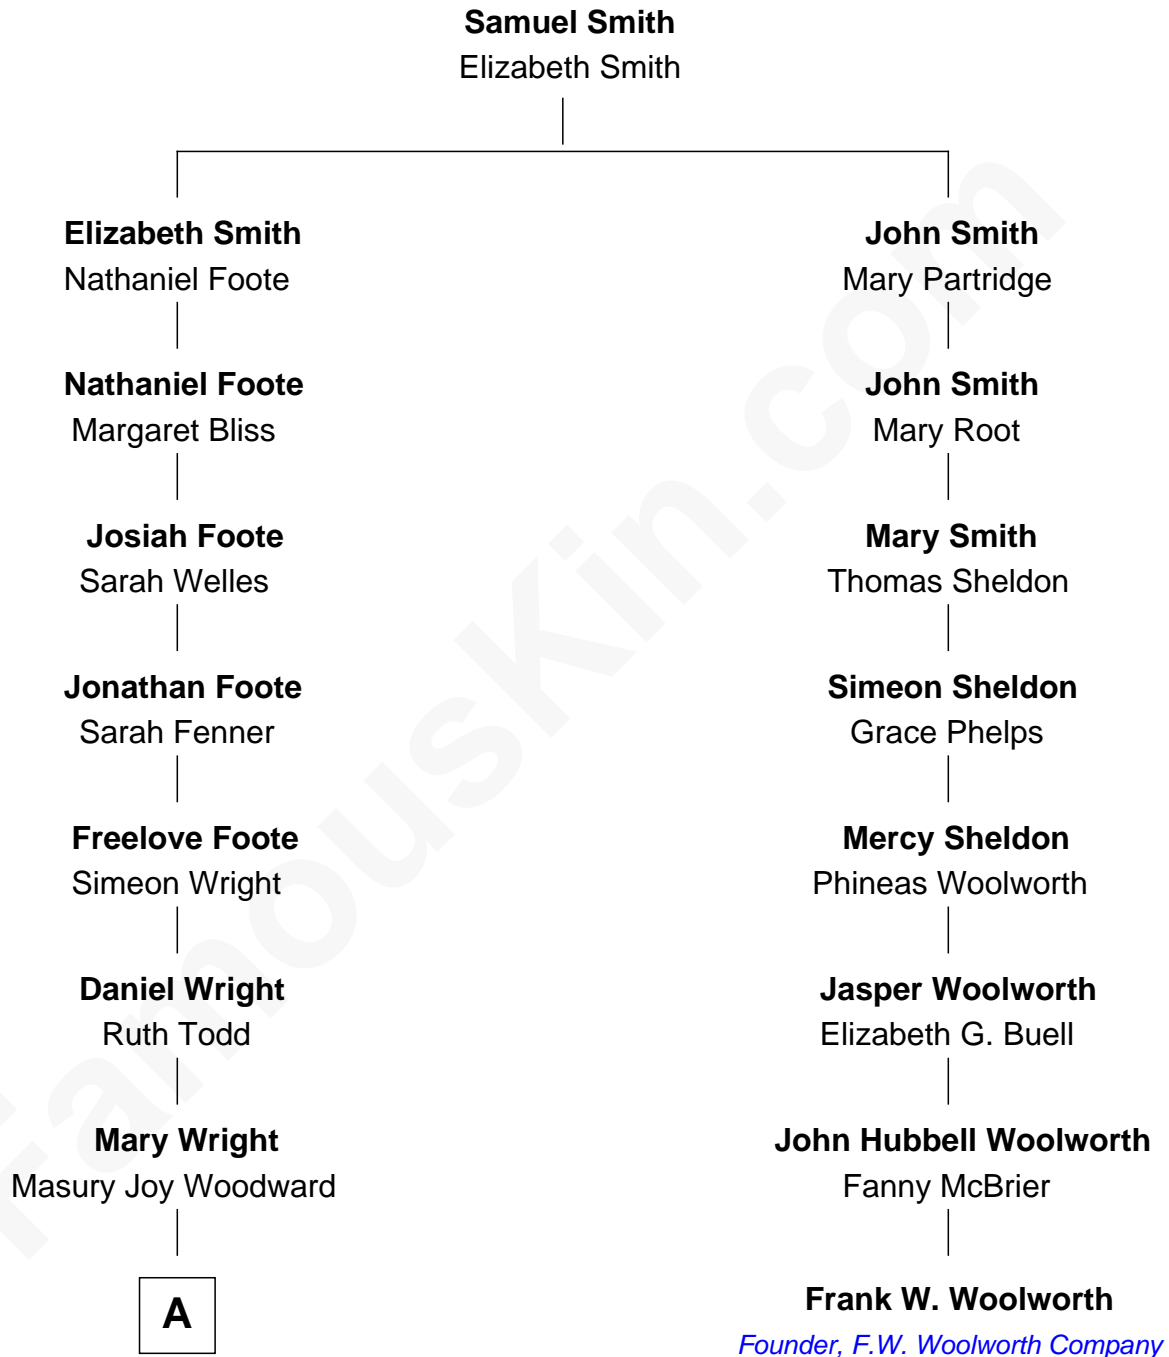 Samuel Smith
Elizabeth Smith
Elizabeth Smith
Nathaniel Foote
Nathaniel Foote
Margaret Bliss
Josiah Foote
Sarah Welles
Jonathan Foote
Sarah Fenner
Freelove Foote
Simeon Wright
Daniel Wright
Ruth Todd
Mary Wright
Masury Joy Woodward
A
John Smith
Mary Partridge
John Smith
Mary Root
Mary Smith
Thomas Sheldon
Simeon Sheldon
Grace Phelps
Mercy Sheldon
Phineas Woolworth
Jasper Woolworth
Elizabeth G. Buell
John Hubbell Woolworth
Fanny McBrier
Frank W. Woolworth
Founder, F.W. Woolworth Company
FamousKin.com